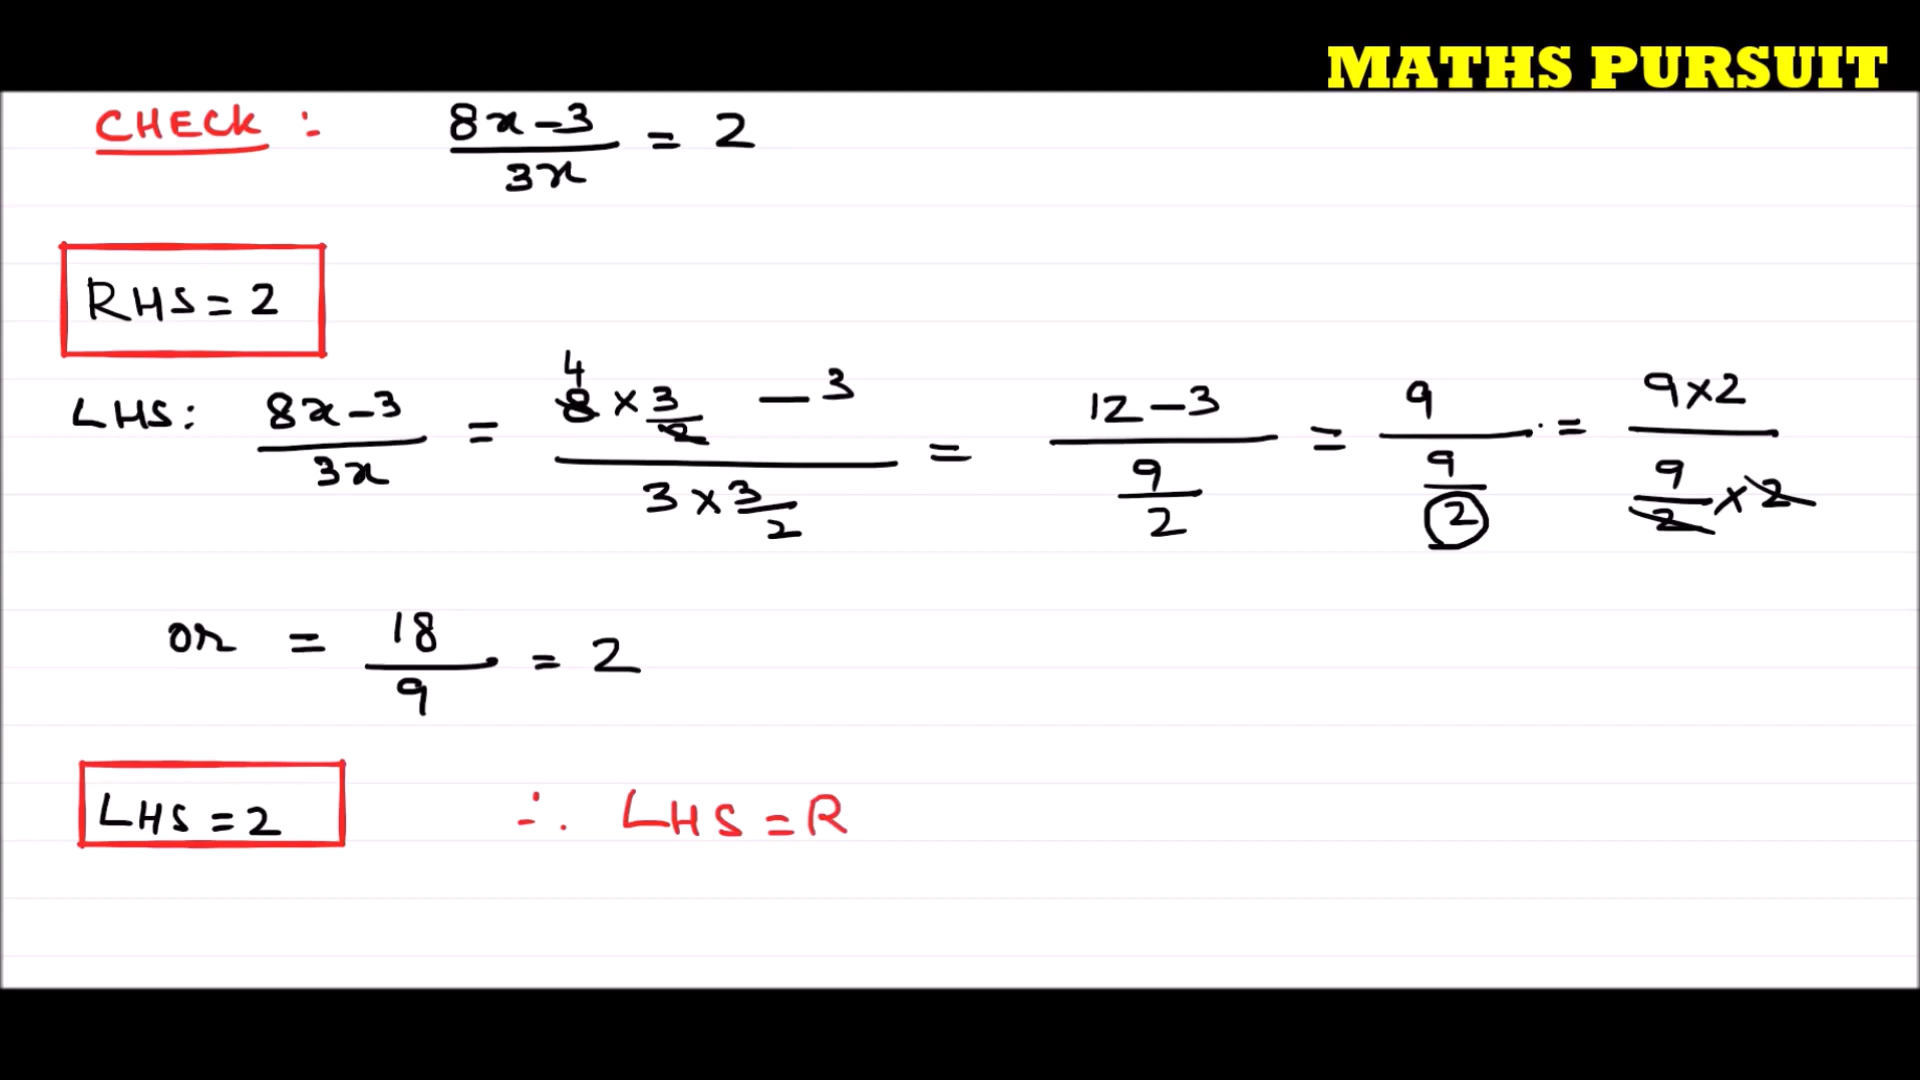 MATHS PURSUIT
CHECK : (8x-3)/(3x) = 2
RHS = 2
LHS: (8x-3)/(3x) = (8 4 × 3/2 - 3)/(3 × 3/2) = (12-3)/(9/2) = 9/(9/2) = (9×2)/(9/2 × 2)
or = 18/9 = 2
LHS = 2 ∴ LHS = R